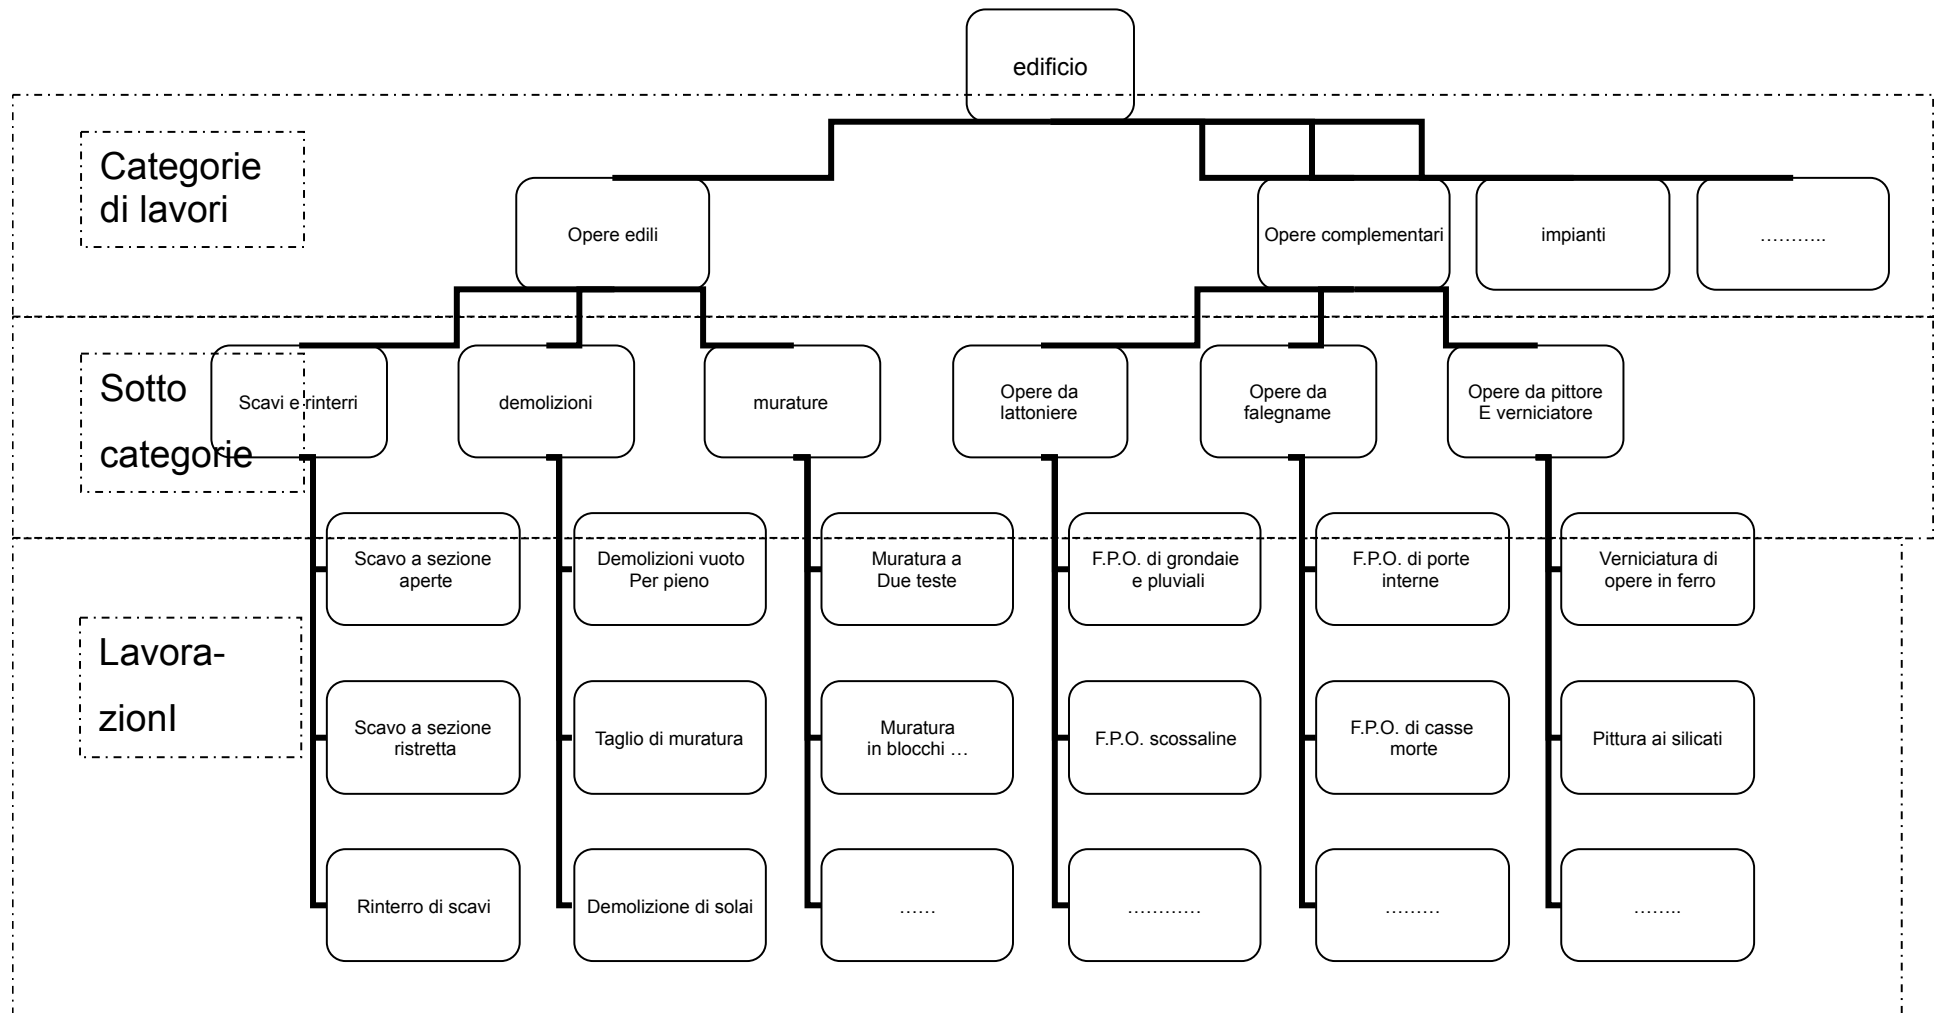 edificio
Categorie
di lavori
Opere edili
Opere complementari
impianti
………..
Sotto
categorie
Scavi e rinterri
demolizioni
murature
Opere da
lattoniere
Opere da
falegname
Opere da pittore
E verniciatore
Scavo a sezione
aperte
Demolizioni vuoto
Per pieno
Muratura a
Due teste
F.P.O. di grondaie
e pluviali
F.P.O. di porte
interne
Verniciatura di
opere in ferro
Lavora-
zionI
Scavo a sezione
ristretta
Taglio di muratura
Muratura
in blocchi …
F.P.O. scossaline
F.P.O. di casse
morte
Pittura ai silicati
Rinterro di scavi
Demolizione di solai
……
…………
………
……..